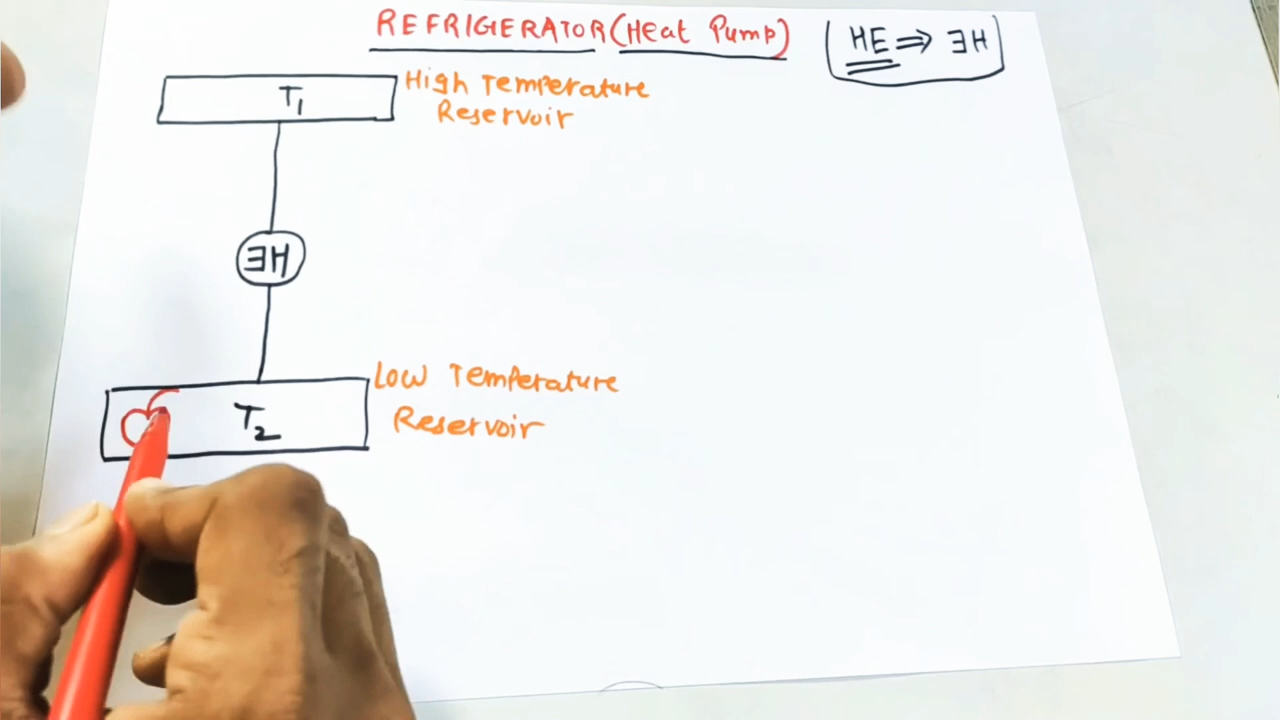 REFRIGERATOR (Heat Pump)
HE ⇒ ƎH
T1
High Temperature
Reservoir
ƎH
Low Temperature
Reservoir
T2